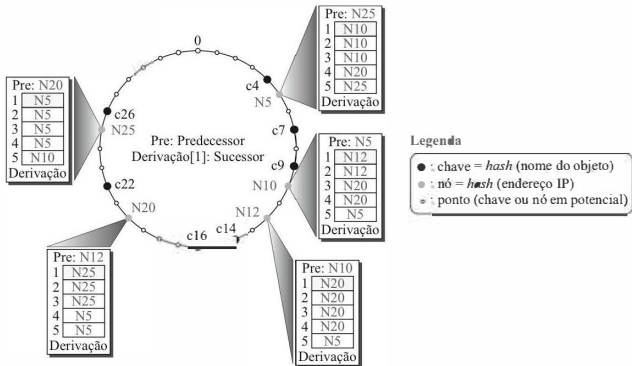 0
Pre: N25
1 N10
2 N10
3 N10
4 N20
5 N25
Derivação
c4
N5
Pre: N20
1 N5
2 N5
3 N5
4 N5
5 N10
Derivação
c26
N25
c7
Pre: Predecessor
Derivação[1]: Sucessor
c9
N10
Pre: N5
1 N12
2 N12
3 N20
4 N20
5 N5
Derivação
Legenda
: chave = hash (nome do objeto)
: nó = hash (endereço IP)
: ponto (chave ou nó em potencial)
c22
N20
N12
c16
c14
Pre: N12
1 N25
2 N25
3 N25
4 N5
5 N5
Derivação
Pre: N10
1 N20
2 N20
3 N20
4 N20
5 N5
Derivação